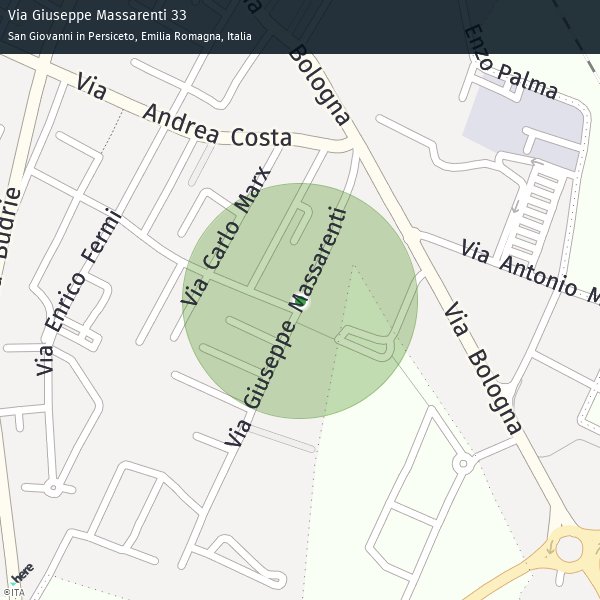 Via Giuseppe Massarenti 33
San Giovanni in Persiceto, Emilia Romagna, Italia
Bologna
Enzo Palma
Via Andrea Costa
Budrie
Via Enrico Fermi
Via Carlo Marx
Via Giuseppe Massarenti
Via Antonio M
Via Bologna
here
©ITA